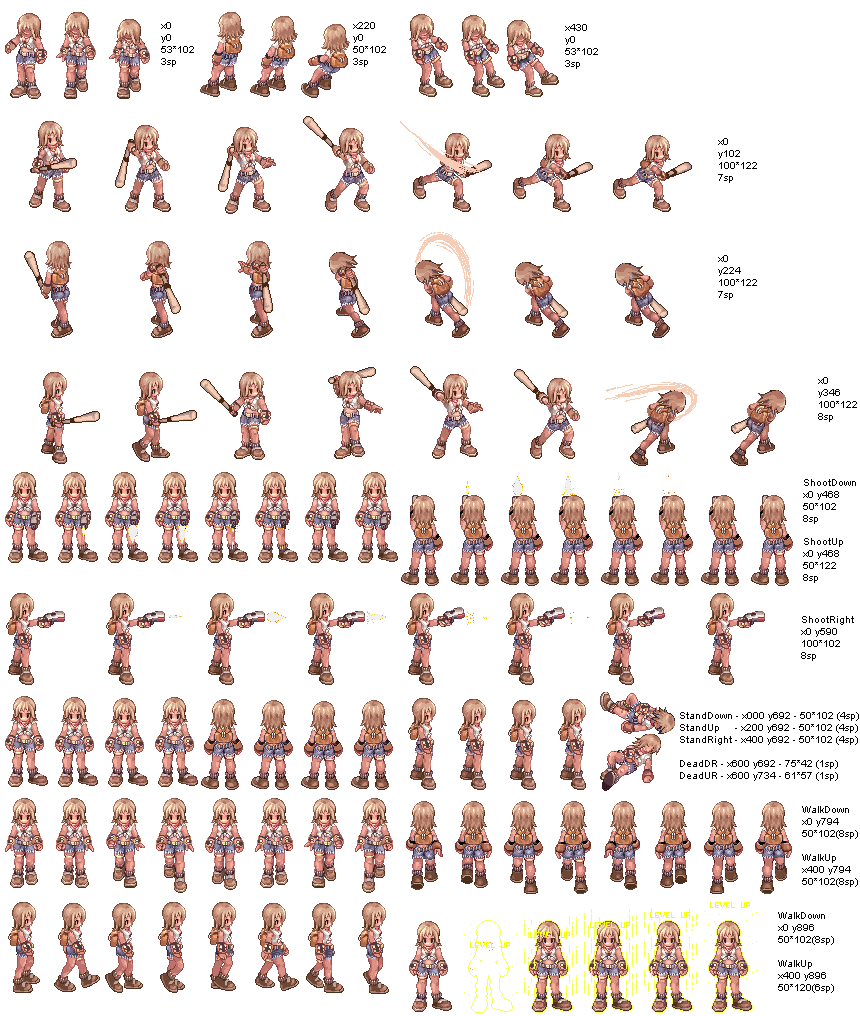 x0
y0
53*102
3sp
x220
y0
50*102
3sp
x430
y0
53*102
3sp
x0
y102
100*122
7sp
x0
y224
100*122
7sp
x0
y346
100*122
8sp
ShootDown
x0 y468
50*102
8sp
ShootUp
x0 y468
50*122
8sp
ShootRight
x0 y590
100*102
8sp
StandDown - x000 y692 - 50*102 (4sp)
StandUp - x200 y692 - 50*102 (4sp)
StandRight - x400 y692 - 50*102 (4sp)
DeadDR - x600 y692 - 75*42 (1sp)
DeadUR - x600 y734 - 61*57 (1sp)
WalkDown
x0 y794
50*102(8sp)
WalkUp
x400 y794
50*102(8sp)
LEVEL UP
LEVEL UP
LEVEL UP
LEVEL UP
LEVEL UP
WalkDown
x0 y896
50*102(8sp)
WalkUp
x400 y896
50*120(6sp)